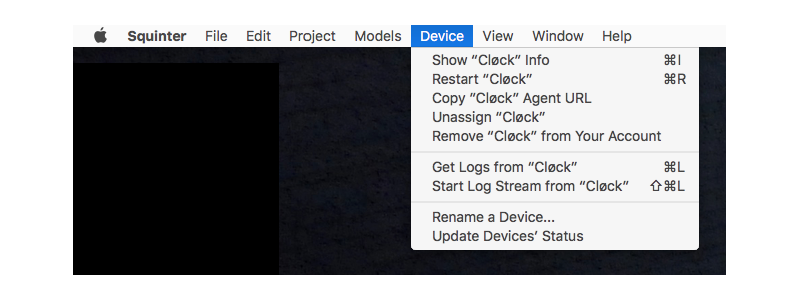 Squinter File Edit Project Models Device View Window Help
Show “Cløck” Info ⌘I
Restart “Cløck” ⌘R
Copy “Cløck” Agent URL
Unassign “Cløck”
Remove “Cløck” from Your Account
Get Logs from “Cløck” ⌘L
Start Log Stream from “Cløck” ⇧⌘L
Rename a Device...
Update Devices’ Status